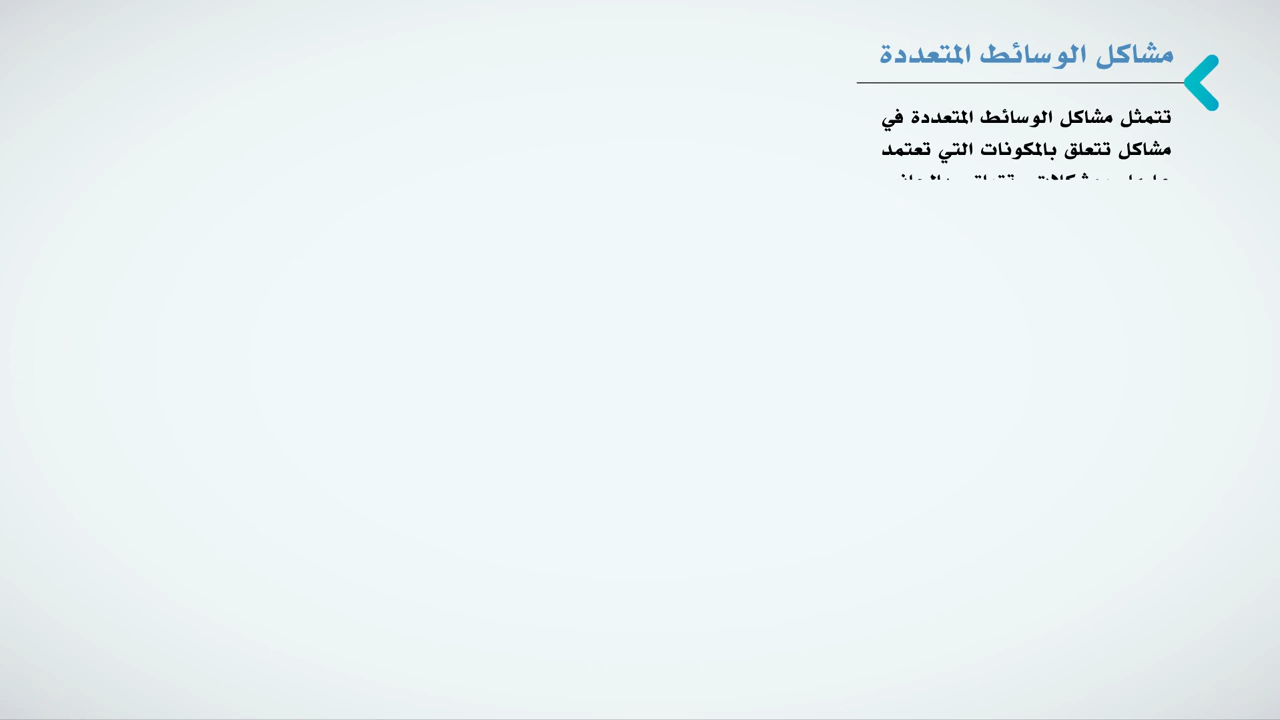 مشاكل الوسائط المتعددة
تتمثل مشاكل الوسائط المتعددة في
مشاكل تتعلق بالمكونات التي تعتمد